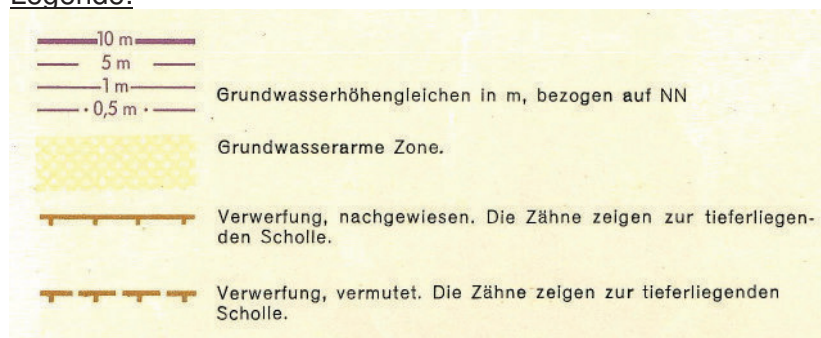 Legende:
10 m
5 m
1 m
· 0,5 m ·
Grundwasserhöhengleichen in m, bezogen auf NN
Grundwasserarme Zone.
Verwerfung, nachgewiesen. Die Zähne zeigen zur tieferliegen-
den Scholle.
Verwerfung, vermutet. Die Zähne zeigen zur tieferliegenden
Scholle.